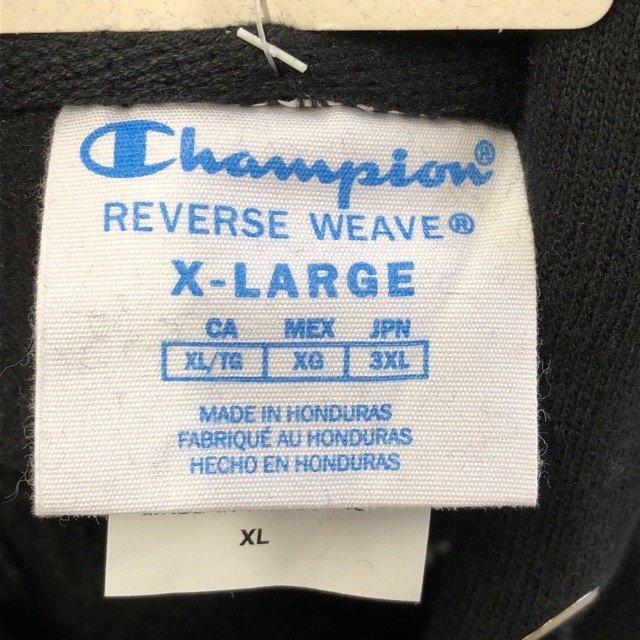 Champion®
REVERSE WEAVE®
X-LARGE
CA MEX JPN
XL/TG XG 3XL
MADE IN HONDURAS
FABRIQUÉ AU HONDURAS
HECHO EN HONDURAS
XL